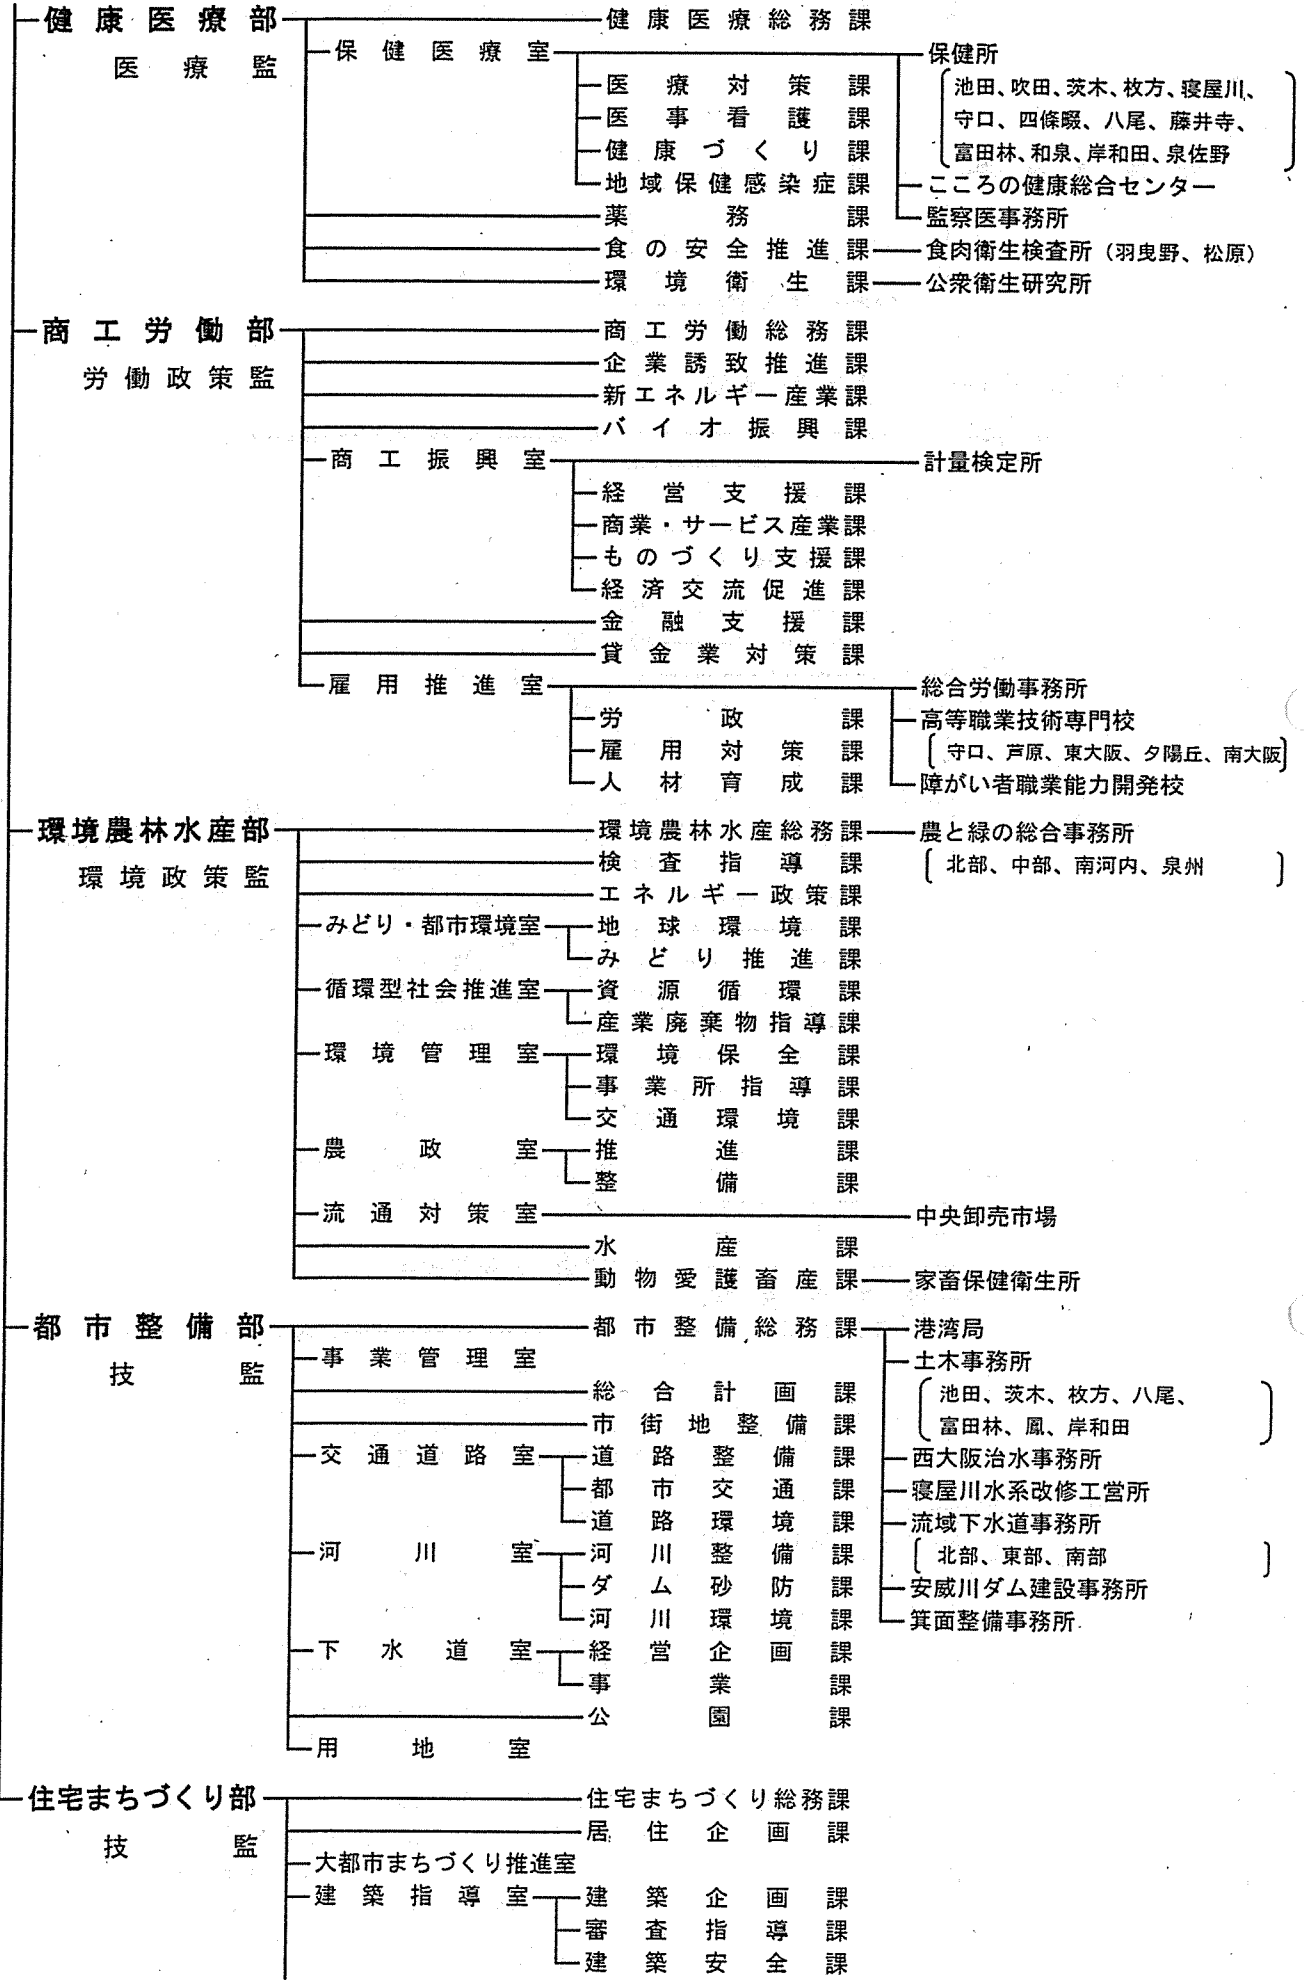 健康医療部 健康医療総務課
保健医療室 保健所
医療監
医療対策課 池田、吹田、茨木、枚方、寝屋川、
医事看護課 守口、四條畷、八尾、藤井寺、
健康づくり課 富田林、和泉、岸和田、泉佐野
地域保健感染症課 こころの健康総合センター
薬務課 監察医事務所
食の安全推進課 食肉衛生検査所（羽曳野、松原）
環境衛生課 公衆衛生研究所
商工労働部 商工労働総務課
企業誘致推進課
労働政策監
新エネルギー産業課
バイオ振興課
商工振興室 計量検定所
経営支援課
商業・サービス産業課
ものづくり支援課
経済交流促進課
金融支援課
貸金業対策課
雇用推進室 総合労働事務所
労政課 高等職業技術専門校
雇用対策課 〔守口、芦原、東大阪、夕陽丘、南大阪〕
人材育成課 障がい者職業能力開発校
環境農林水産部 環境農林水産総務課 農と緑の総合事務所
検査指導課 〔北部、中部、南河内、泉州〕
環境政策監
エネルギー政策課
みどり・都市環境室 地球環境課
みどり推進課
循環型社会推進室 資源循環課
産業廃棄物指導課
環境管理室 環境保全課
事業所指導課
交通環境課
農政室 推進課
整備課
流通対策室 中央卸売市場
水産課
動物愛護畜産課 家畜保健衛生所
都市整備部 都市整備総務課 港湾局
事業管理室 土木事務所
技監
総合計画課 池田、茨木、枚方、八尾、
市街地整備課 富田林、鳳、岸和田
交通道路室 道路整備課 西大阪治水事務所
都市交通課 寝屋川水系改修工営所
道路環境課 流域下水道事務所
河川室 河川整備課 〔北部、東部、南部〕
ダム砂防課 安威川ダム建設事務所
河川環境課 箕面整備事務所
下水道室 経営企画課
事業課
公園課
用地室
住宅まちづくり部 住宅まちづくり総務課
居住企画課
技監
大都市まちづくり推進室
建築指導室 建築企画課
審査指導課
建築安全課